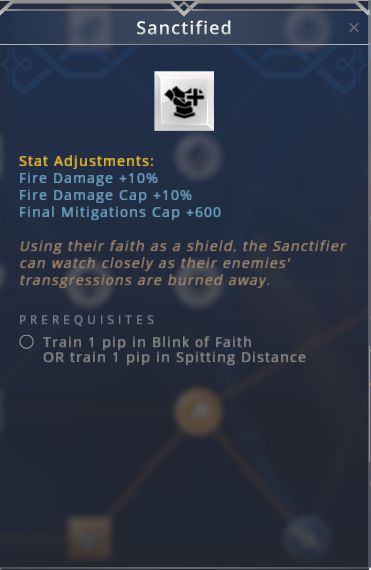 Sanctified
Stat Adjustments:
Fire Damage +10%
Fire Damage Cap +10%
Final Mitigations Cap +600
Using their faith as a shield, the Sanctifier
can watch closely as their enemies'
transgressions are burned away.
PREREQUISITES
Train 1 pip in Blink of Faith
OR train 1 pip in Spitting Distance